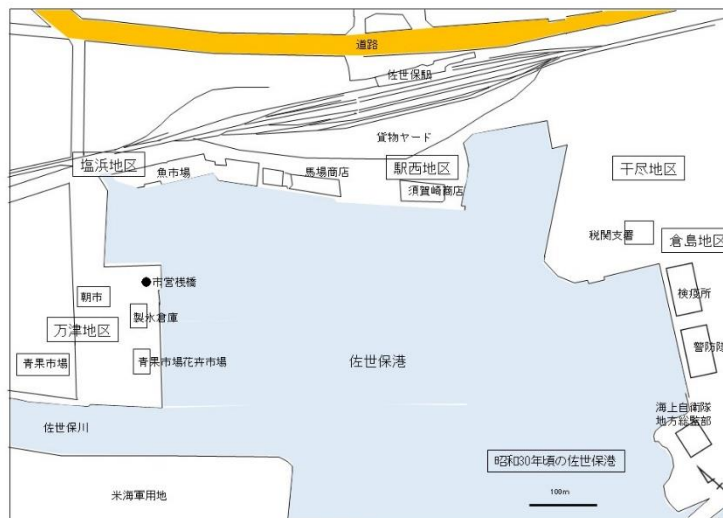 道路
佐世保駅
貨物ヤード
塩浜地区
魚市場
馬場商店
駅西地区
須賀崎商店
干尽地区
税関支署
倉島地区
市営桟橋
検疫所
朝市
製氷倉庫
万津地区
警防隊
青果市場
青果市場花卉市場
佐世保港
海上自衛隊
地方総監部
佐世保川
昭和30年頃の佐世保港
米海軍用地
100m